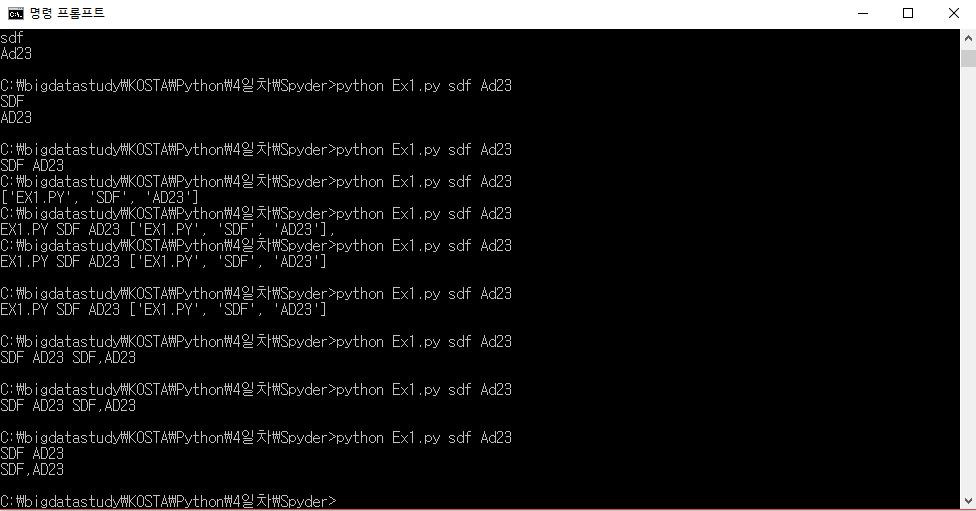 명령 프롬프트
sdf
Ad23
C:₩bigdatastudy₩KOSTA₩Python₩4일차₩Spyder>python Ex1.py sdf Ad23
SDF
AD23
C:₩bigdatastudy₩KOSTA₩Python₩4일차₩Spyder>python Ex1.py sdf Ad23
SDF AD23
C:₩bigdatastudy₩KOSTA₩Python₩4일차₩Spyder>python Ex1.py sdf Ad23
['EX1.PY', 'SDF', 'AD23']
C:₩bigdatastudy₩KOSTA₩Python₩4일차₩Spyder>python Ex1.py sdf Ad23
EX1.PY SDF AD23 ['EX1.PY', 'SDF', 'AD23'],
C:₩bigdatastudy₩KOSTA₩Python₩4일차₩Spyder>python Ex1.py sdf Ad23
EX1.PY SDF AD23 ['EX1.PY', 'SDF', 'AD23']
C:₩bigdatastudy₩KOSTA₩Python₩4일차₩Spyder>python Ex1.py sdf Ad23
EX1.PY SDF AD23 ['EX1.PY', 'SDF', 'AD23']
C:₩bigdatastudy₩KOSTA₩Python₩4일차₩Spyder>python Ex1.py sdf Ad23
SDF AD23 SDF,AD23
C:₩bigdatastudy₩KOSTA₩Python₩4일차₩Spyder>python Ex1.py sdf Ad23
SDF AD23 SDF,AD23
C:₩bigdatastudy₩KOSTA₩Python₩4일차₩Spyder>python Ex1.py sdf Ad23
SDF AD23
SDF,AD23
C:₩bigdatastudy₩KOSTA₩Python₩4일차₩Spyder>